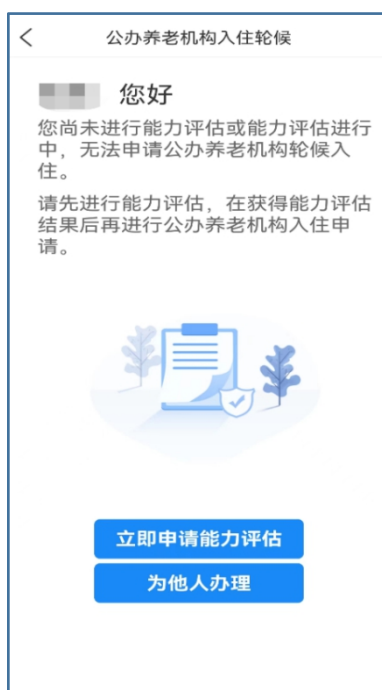 公办养老机构入住轮候
您好
您尚未进行能力评估或能力评估进行
中，无法申请公办养老机构轮候入
住。
请先进行能力评估，在获得能力评估
结果后再进行公办养老机构入住申
请。
立即申请能力评估
为他人办理